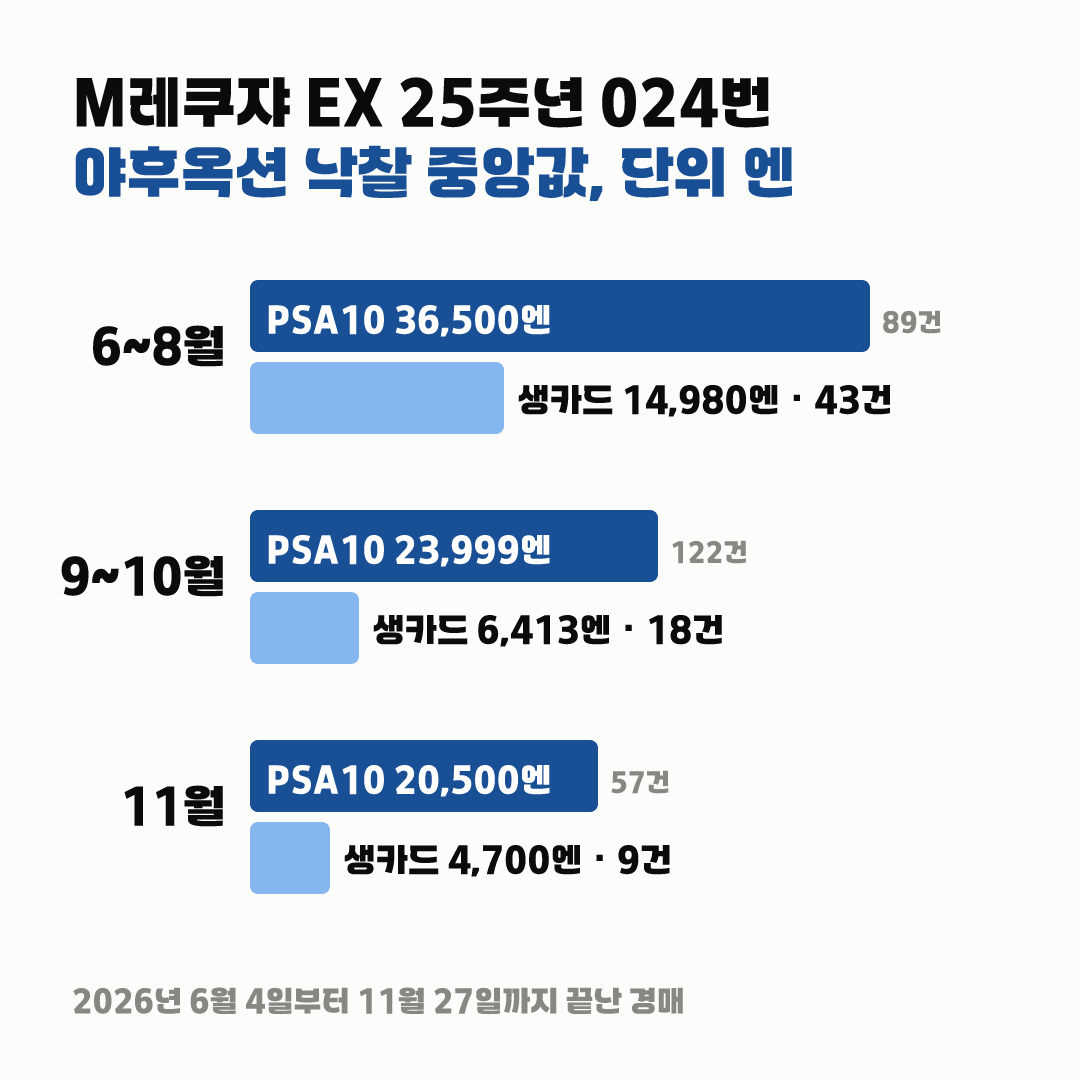 M레쿠쟈 EX 25주년 024번
야후옥션 낙찰 중앙값, 단위 엔
6~8월
PSA10 36,500엔
89건
생카드 14,980엔 · 43건
9~10월
PSA10 23,999엔
122건
생카드 6,413엔 · 18건
11월
PSA10 20,500엔
57건
생카드 4,700엔 · 9건
2026년 6월 4일부터 11월 27일까지 끝난 경매